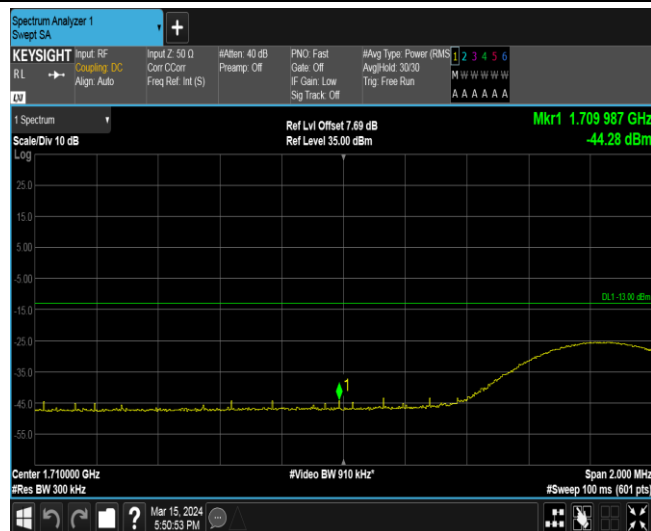 Spectrum Analyzer 1
Swept SA
+
KEYSIGHT
RL
LXI
Input: RF
Coupling: DC
Align: Auto
Input Z: 50 Ω
Corr CCorr
Freq Ref: Int (S)
#Atten: 40 dB
Preamp: Off
PNO: Fast
Gate: Off
IF Gain: Low
Sig Track: Off
#Avg Type: Power (RMS
Avg|Hold: 30/30
Trig: Free Run
1 2 3 4 5 6
M W W W W W
A A A A A A
1 Spectrum
Scale/Div 10 dB
Log
Ref Lvl Offset 7.69 dB
Ref Level 35.00 dBm
Mkr1 1.709 987 GHz
-44.28 dBm
25.0
15.0
5.00
-5.00
DL1 -13.00 dBm
-15.0
-25.0
-35.0
1
-45.0
-55.0
Center 1.710000 GHz
#Res BW 300 kHz
#Video BW 910 kHz*
Span 2.000 MHz
#Sweep 100 ms (601 pts)
?
Mar 15, 2024
5:50:53 PM